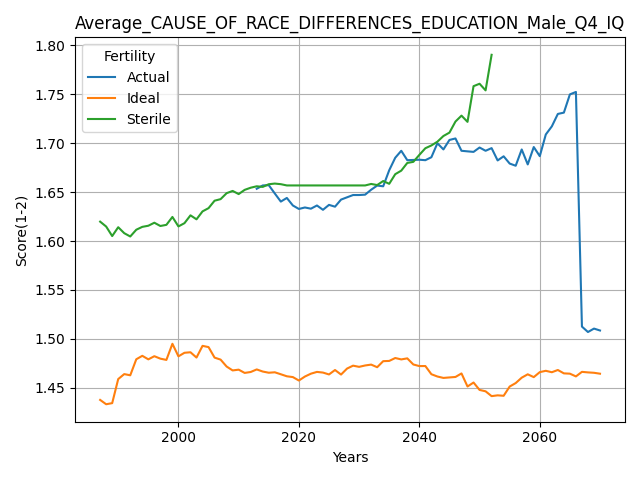 Average_CAUSE_OF_RACE_DIFFERENCES_EDUCATION_Male_Q4_IQ
1.80
1.75
1.70
1.65
1.60
1.55
1.50
1.45
Score(1-2)
Fertility
Actual
Ideal
Sterile
2000
2020
2040
2060
Years